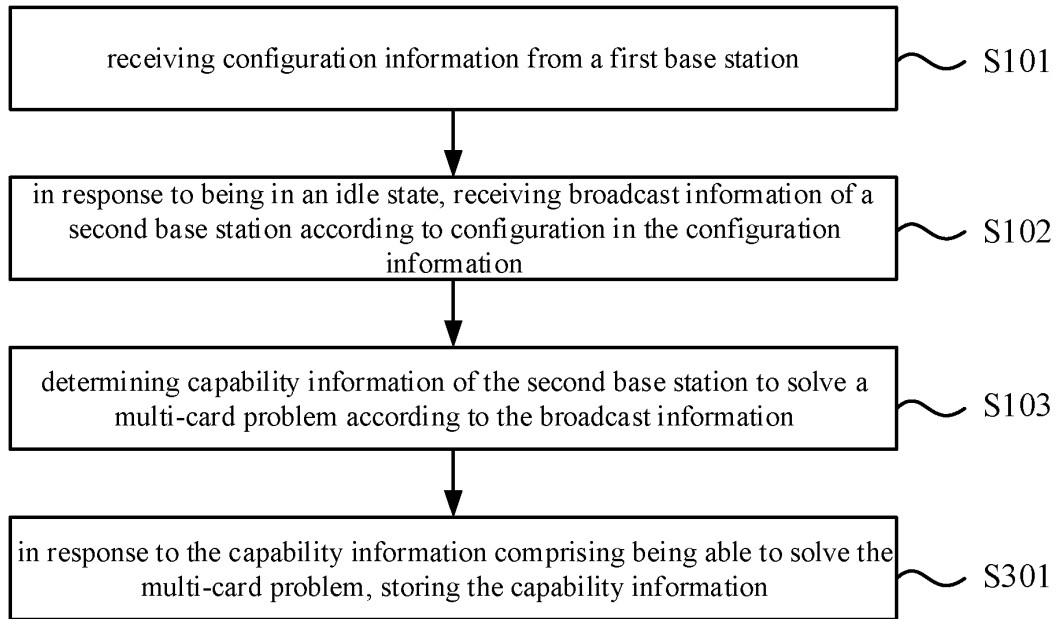 receiving configuration information from a first base station
S101
in response to being in an idle state, receiving broadcast information of a
second base station according to configuration in the configuration
information
S102
determining capability information of the second base station to solve a
multi-card problem according to the broadcast information
S103
in response to the capability information comprising being able to solve the
multi-card problem, storing the capability information
S301